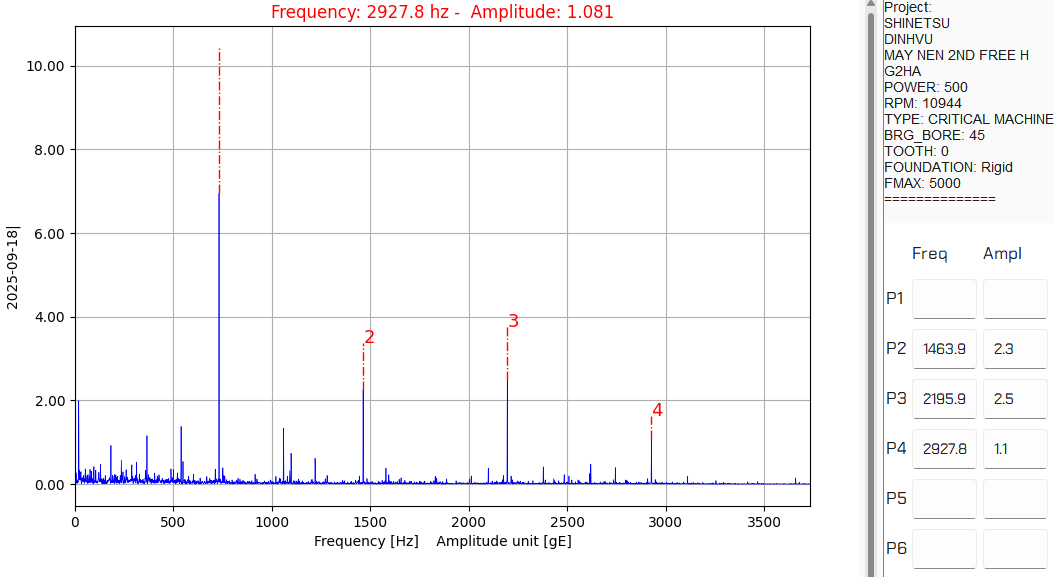 Frequency: 2927.8 hz - Amplitude: 1.081
10.00
8.00
6.00
4.00
2.00
0.00
2025-09-18|
2
3
4
0
500
1000
1500
2000
2500
3000
3500
Frequency [Hz] Amplitude unit [gE]
Project:
SHINETSU
DINHVU
MAY NEN 2ND FREE H
G2HA
POWER: 500
RPM: 10944
TYPE: CRITICAL MACHINE
BRG_BORE: 45
TOOTH: 0
FOUNDATION: Rigid
FMAX: 5000
==============
Freq Ampl
P1
P2 1463.9 2.3
P3 2195.9 2.5
P4 2927.8 1.1
P5
P6